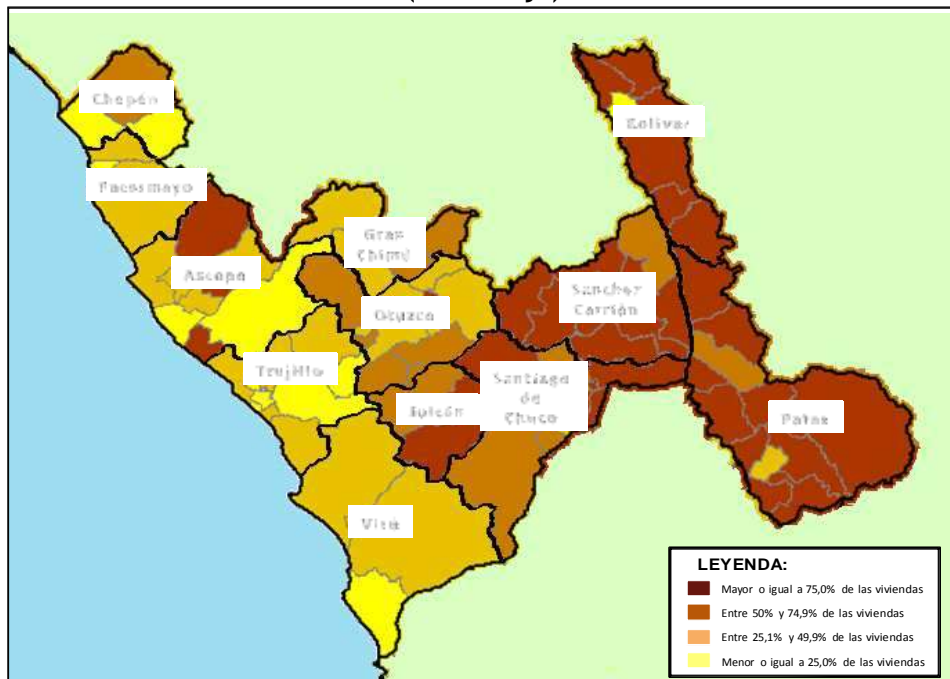 Chepén
Bolívar
Pacasmayo
Gran
Chimú
Ascope
Sánchez
Carrión
Otuzco
Trujillo
Santiago
de
Chuco
Julcán
Pataz
Virú
LEYENDA:
Mayor o igual a 75,0% de las viviendas
Entre 50% y 74,9% de las viviendas
Entre 25,1% y 49,9% de las viviendas
Menor o igual a 25,0% de las viviendas